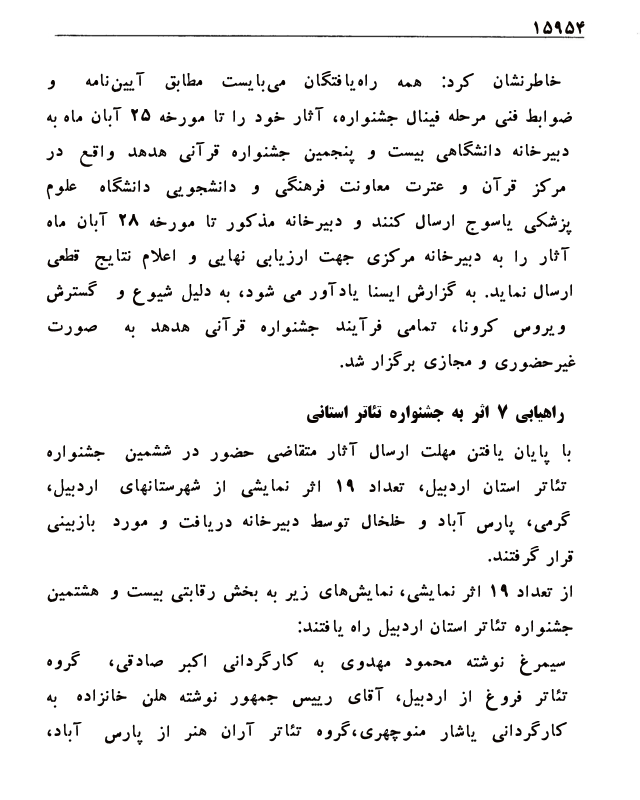 ۱۵۹۵۴
خاطرنشان کرد: همه راه‌یافتگان می‌بایست مطابق آیین‌نامه و
ضوابط فنی مرحله فینال جشنواره، آثار خود را تا مورخه ۲۵ آبان ماه به
دبیرخانه دانشگاهی بیست و پنجمین جشنواره قرآنی هدهد واقع در
مرکز قرآن و عترت معاونت فرهنگی و دانشجویی دانشگاه علوم
پزشکی یاسوج ارسال کنند و دبیرخانه مذکور تا مورخه ۲۸ آبان ماه
آثار را به دبیرخانه مرکزی جهت ارزیابی نهایی و اعلام نتایج قطعی
ارسال نماید. به گزارش ایسنا یادآور می شود، به دلیل شیوع و گسترش
ویروس کرونا، تمامی فرآیند جشنواره قرآنی هدهد به صورت
غیرحضوری و مجازی برگزار شد.
راهیابی ۷ اثر به جشنواره تئاتر استانی
با پایان یافتن مهلت ارسال آثار متقاضی حضور در ششمین جشنواره
تئاتر استان اردبیل، تعداد ۱۹ اثر نمایشی از شهرستانهای اردبیل،
گرمی، پارس آباد و خلخال توسط دبیرخانه دریافت و مورد بازبینی
قرار گرفتند.
از تعداد ۱۹ اثر نمایشی، نمایش‌های زیر به بخش رقابتی بیست و هشتمین
جشنواره تئاتر استان اردبیل راه یافتند:
سیمرغ نوشته محمود مهدوی به کارگردانی اکبر صادقی، گروه
تئاتر فروغ از اردبیل، آقای رییس جمهور نوشته هلن خانزاده به
کارگردانی یاشار منوچهری،گروه تئاتر آران هنر از پارس آباد،